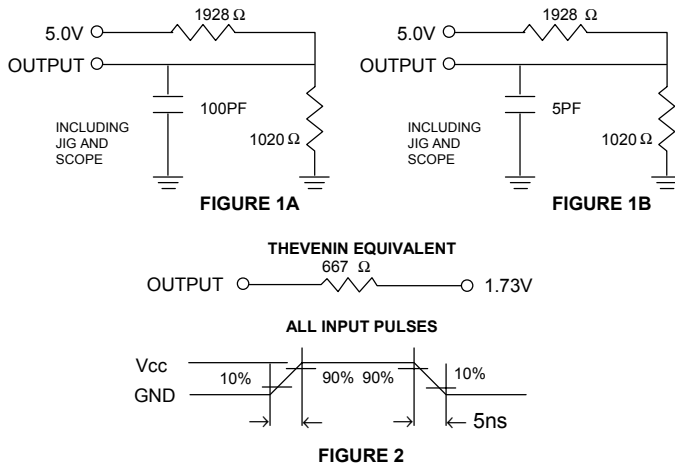 1928 Ω
5.0V
OUTPUT
100PF
INCLUDING
JIG AND
SCOPE
1020 Ω
FIGURE 1A
1928 Ω
5.0V
OUTPUT
5PF
INCLUDING
JIG AND
SCOPE
1020 Ω
FIGURE 1B
THEVENIN EQUIVALENT
667 Ω
OUTPUT 1.73V
ALL INPUT PULSES
Vcc
GND
10% 90% 90% 10%
5ns
FIGURE 2